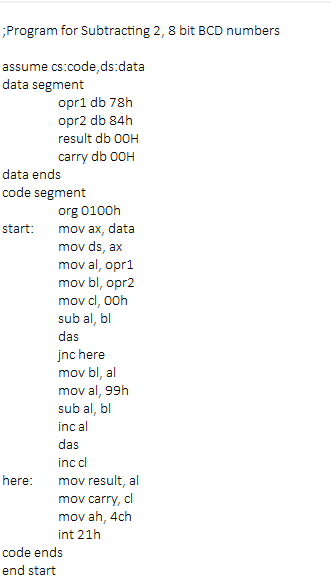 ;Program for Subtracting 2, 8 bit BCD numbers
assume cs:code,ds:data
data segment
opr1 db 78h
opr2 db 84h
result db 00H
carry db 00H
data ends
code segment
org 0100h
start: mov ax, data
mov ds, ax
mov al, opr1
mov bl, opr2
mov cl, 00h
sub al, bl
das
jnc here
mov bl, al
mov al, 99h
sub al, bl
inc al
das
inc cl
here: mov result, al
mov carry, cl
mov ah, 4ch
int 21h
code ends
end start